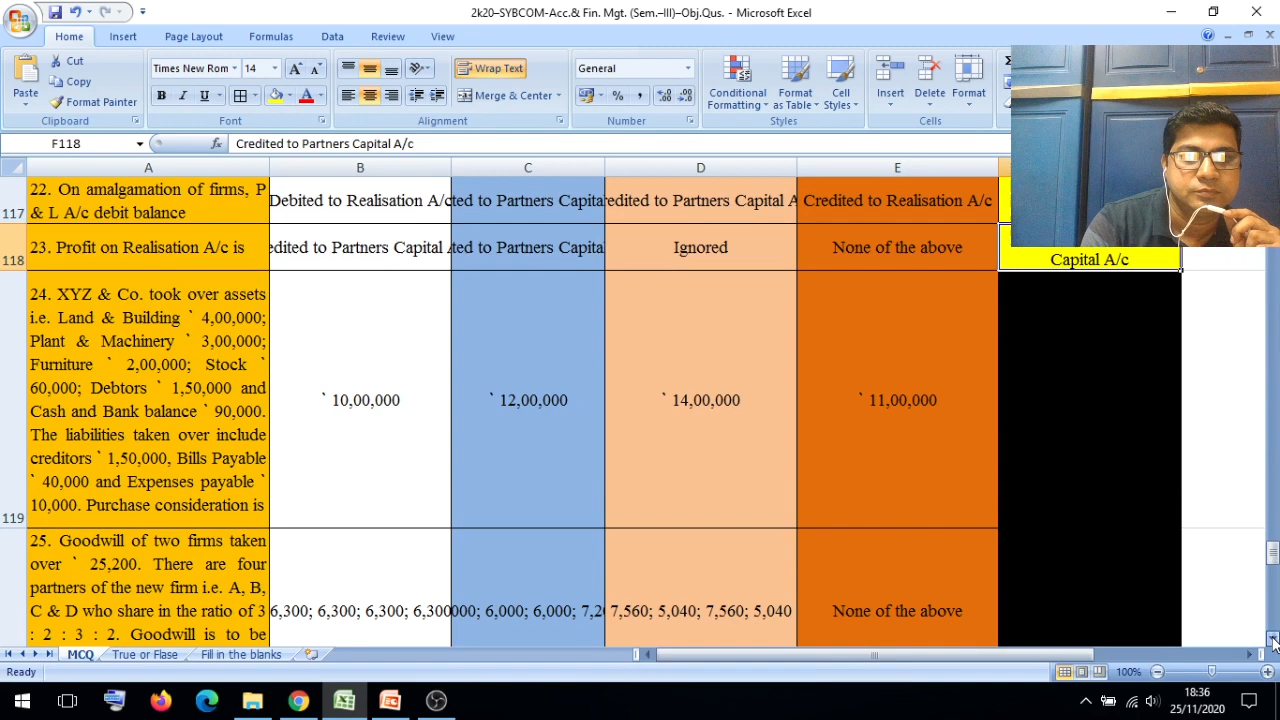 2k20–SYBCOM-Acc.& Fin. Mgt. (Sem.–III)–Obj.Qus. - Microsoft Excel
Home Insert Page Layout Formulas Data Review View
Paste
Cut
Copy
Format Painter
Clipboard
Times New Rom 14
B I U
Font
Wrap Text
Merge & Center
Alignment
General
Number
Conditional Formatting
Format as Table
Cell Styles
Styles
Insert Delete Format
Cells
F118 fx Credited to Partners Capital A/c
A B C D E
117
22. On amalgamation of firms, P
& L A/c debit balance
Debited to Realisation A/c
ted to Partners Capita
redited to Partners Capital A
Credited to Realisation A/c
118
23. Profit on Realisation A/c is
edited to Partners Capital
ted to Partners Capita
Ignored
None of the above
Capital A/c
119
24. XYZ & Co. took over assets
i.e. Land & Building ` 4,00,000;
Plant & Machinery ` 3,00,000;
Furniture ` 2,00,000; Stock `
60,000; Debtors ` 1,50,000 and
Cash and Bank balance ` 90,000.
The liabilities taken over include
creditors ` 1,50,000, Bills Payable
` 40,000 and Expenses payable `
10,000. Purchase consideration is
` 10,00,000
` 12,00,000
` 14,00,000
` 11,00,000
25. Goodwill of two firms taken
over ` 25,200. There are four
partners of the new firm i.e. A, B,
C & D who share in the ratio of 3
: 2 : 3 : 2. Goodwill is to be
6,300; 6,300; 6,300; 6,300
000; 6,000; 6,000; 7,20
7,560; 5,040; 7,560; 5,040
None of the above
MCQ True or Flase Fill in the blanks
Ready
100%
18:36
25/11/2020